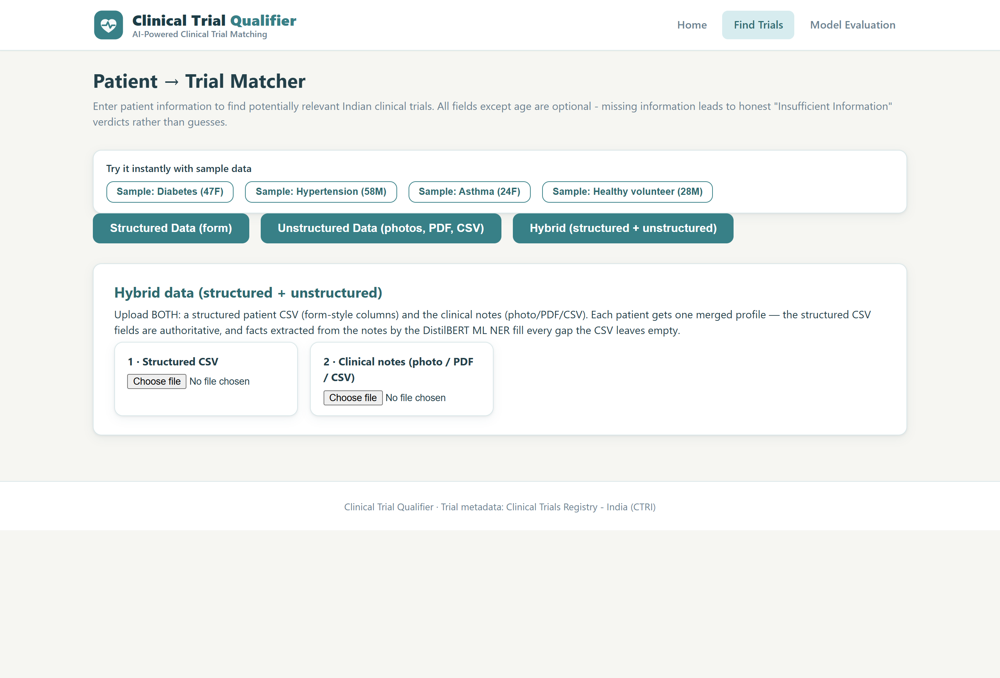 Clinical Trial Qualifier
AI-Powered Clinical Trial Matching
Home
Find Trials
Model Evaluation
Patient → Trial Matcher
Enter patient information to find potentially relevant Indian clinical trials. All fields except age are optional - missing information leads to honest "Insufficient Information"
verdicts rather than guesses.
Try it instantly with sample data
Sample: Diabetes (47F)
Sample: Hypertension (58M)
Sample: Asthma (24F)
Sample: Healthy volunteer (28M)
Structured Data (form)
Unstructured Data (photos, PDF, CSV)
Hybrid (structured + unstructured)
Hybrid data (structured + unstructured)
Upload BOTH: a structured patient CSV (form-style columns) and the clinical notes (photo/PDF/CSV). Each patient gets one merged profile — the structured CSV
fields are authoritative, and facts extracted from the notes by the DistilBERT ML NER fill every gap the CSV leaves empty.
1 · Structured CSV
Choose file No file chosen
2 · Clinical notes (photo / PDF
/ CSV)
Choose file No file chosen
Clinical Trial Qualifier · Trial metadata: Clinical Trials Registry - India (CTRI)